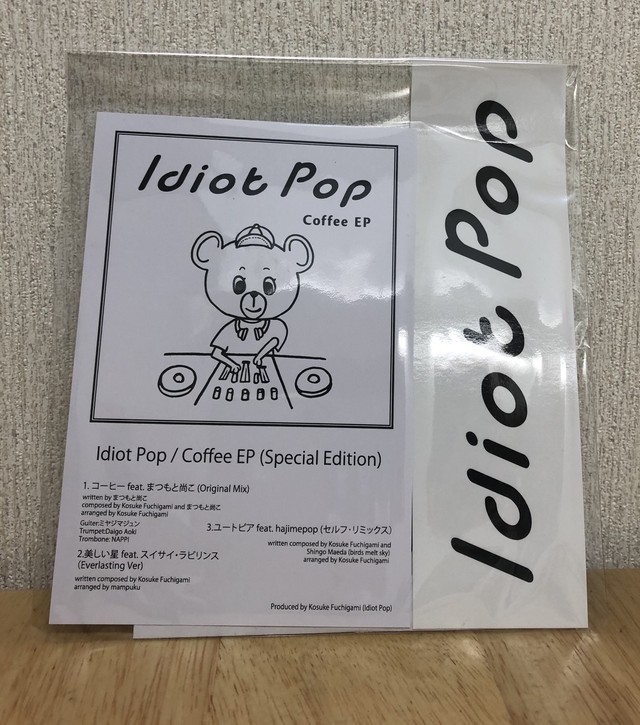 Idiot Pop
Coffee EP
Idiot Pop / Coffee EP (Special Edition)
1. コーヒー feat. まつもと尚こ (Original Mix)
written by まつもと尚こ
composed by Kosuke Fuchigami and まつもと尚こ
arranged by Kosuke Fuchigami
Guiter:ミヤジマジュン
Trumpet:Daigo Aoki
Trombone: NAPPI
2.美しい星 feat. スイサイ・ラビリンス
(Everlasting Ver)
written composed by Kosuke Fuchigami
arranged by mampuku
3.ユートピア feat. hajimepop (セルフ・リミックス)
written composed by Kosuke Fuchigami and
Shingo Maeda (birds melt sky)
arranged by Kosuke Fuchigami
Produced by Kosuke Fuchigami (Idiot Pop)
Idiot Pop